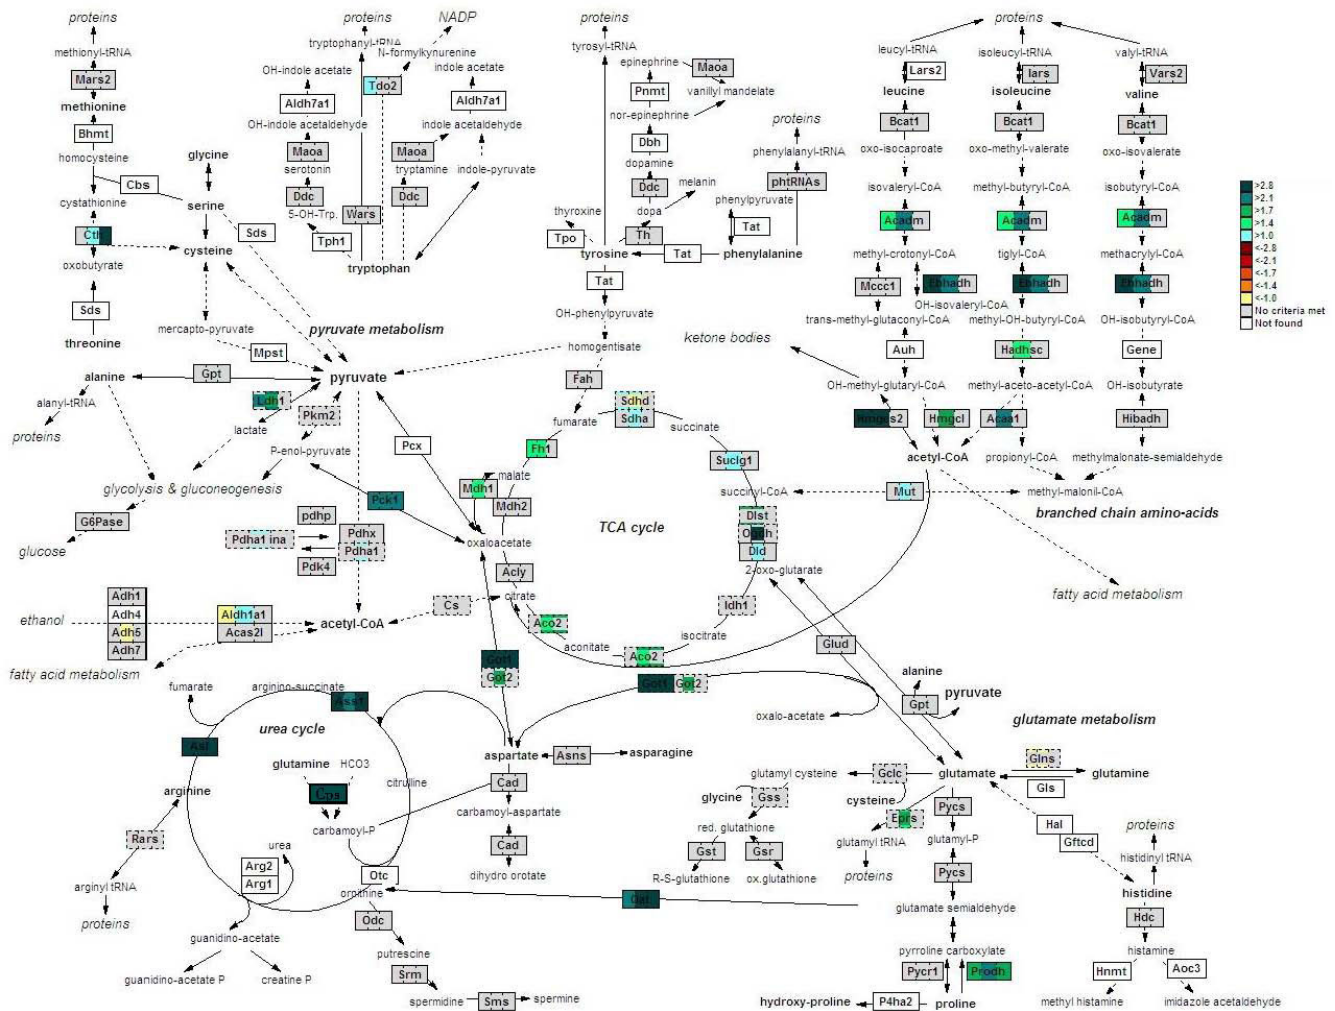 proteins
methionyl-tRNA
Mars2
methionine
Bhmt
homocysteine
Cbs
cystathionine
Cth
oxobutyrate
Sds
threonine
glycine
serine
Sds
cysteine
mercapto-pyruvate
Mpst
proteins
NADP
tryptophanyl-tRNA
N-formylkynurenine
OH-indole acetate
Tdo2
indole acetate
Aldh7a1
Aldh7a1
OH-indole acetaldehyde
indole acetaldehyde
Maoa
Maoa
serotonin
tryptamine
indole-pyruvate
Ddc
Ddc
5-OH-Trp.
Wars
Tph1
tryptophan
proteins
tyrosyl-tRNA
epinephrine
Maoa
Pnmt
vanillyl mandelate
nor-epinephrine
Dbh
dopamine
Ddc
melanin
dopa
thyroxine
Tpo
Th
tyrosine
Tat
phenylalanine
phenylpyruvate
Tat
proteins
phenylalanyl-tRNA
phtRNAs
Tat
OH-phenylpyruvate
homogentisate
Fah
fumarate
proteins
leucyl-tRNA
isoleucyl-tRNA
valyl-tRNA
Lars2
Iars
Vars2
leucine
isoleucine
valine
Bcat1
Bcat1
Bcat1
oxo-isocaproate
oxo-methyl-valerate
oxo-isovalerate
isovaleryl-CoA
methyl-butyryl-CoA
isobutyryl-CoA
Acadm
Acadm
Acadm
methyl-crotonyl-CoA
tiglyl-CoA
methacrylyl-CoA
Mccc1
Ehhadh
Ehhadh
Ehhadh
OH-isovaleryl-CoA
trans-methyl-glutaconyl-CoA
methyl-OH-butyryl-CoA
OH-isobutyryl-CoA
Auh
Hadhsc
Gene
OH-methyl-glutaryl-CoA
methyl-aceto-acetyl-CoA
OH-isobutyrate
Hmgcs2
Hmgcl
Acaa1
Hibadh
acetyl-CoA
propionyl-CoA
methylmalonate-semialdehyde
ketone bodies
succinyl-CoA
Mut
methyl-malonil-CoA
branched chain amino-acids
fatty acid metabolism
>2.8
>2.1
>1.7
>1.4
>1.0
<-2.8
<-2.1
<-1.7
<-1.4
<-1.0
No criteria met
Not found
pyruvate metabolism
alanine
Gpt
pyruvate
alanyl-tRNA
proteins
Ldh1
lactate
Pkm2
P-enol-pyruvate
Pcx
glycolysis & gluconeogenesis
Pck1
G6Pase
glucose
pdhp
Pdha1 ina
Pdhx
Pdha1
Pdk4
oxaloacetate
Adh1
Adh4
Adh5
Adh7
ethanol
Aldh1a1
Acas2l
acetyl-CoA
fatty acid metabolism
Cs
citrate
Acly
Sdhd
Sdha
succinate
Fh1
malate
Mdh1
Mdh2
Suclg1
TCA cycle
Dlst
Ogdh
Dld
2-oxo-glutarate
Idh1
isocitrate
Aco2
aconitate
Aco2
Got1
Got2
Got1
Got2
oxalo-acetate
Glud
alanine
Gpt
pyruvate
glutamate metabolism
fumarate
arginino-succinate
Ass1
urea cycle
Asl
glutamine
HCO3
citrulline
Cps
arginine
carbamoyl-P
Rars
arginyl tRNA
proteins
urea
Arg2
Arg1
Otc
ornithine
Odc
guanidino-acetate
guanidino-acetate P
creatine P
putrescine
Srm
spermidine
Sms
spermine
aspartate
Asns
asparagine
Cad
carbamoyl-aspartate
Cad
dihydro orotate
glutamyl cysteine
Gclc
glutamate
Glns
glutamine
Gls
glycine
Gss
cysteine
Eprs
Pycs
red. glutathione
glutamyl tRNA
glutamyl-P
Gst
Gsr
R-S-glutathione
ox.glutathione
proteins
Pycs
glutamate semialdehyde
pyrroline carboxylate
Pycr1
Prodh
hydroxy-proline
P4ha2
proline
Hal
Gftcd
proteins
histidinyl tRNA
histidine
Hdc
histamine
Hnmt
Aoc3
methyl histamine
imidazole acetaldehyde